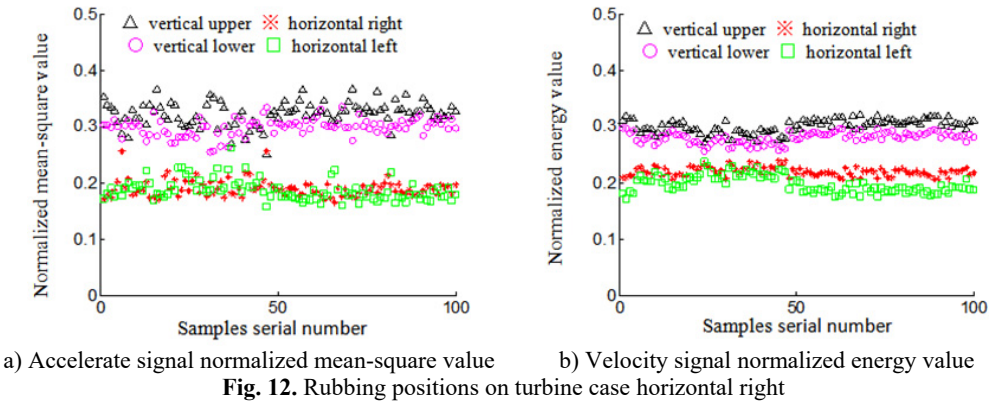 0.5
0.4
0.3
0.2
0.1
0
Normalized mean-square value
vertical upper horizontal right
vertical lower horizontal left
0 50 100
Samples serial number
0.5
0.4
0.3
0.2
0.1
0
Normalized energy value
vertical upper horizontal right
vertical lower horizontal left
0 50 100
Samples serial number
a) Accelerate signal normalized mean-square value b) Velocity signal normalized energy value
Fig. 12. Rubbing positions on turbine case horizontal right